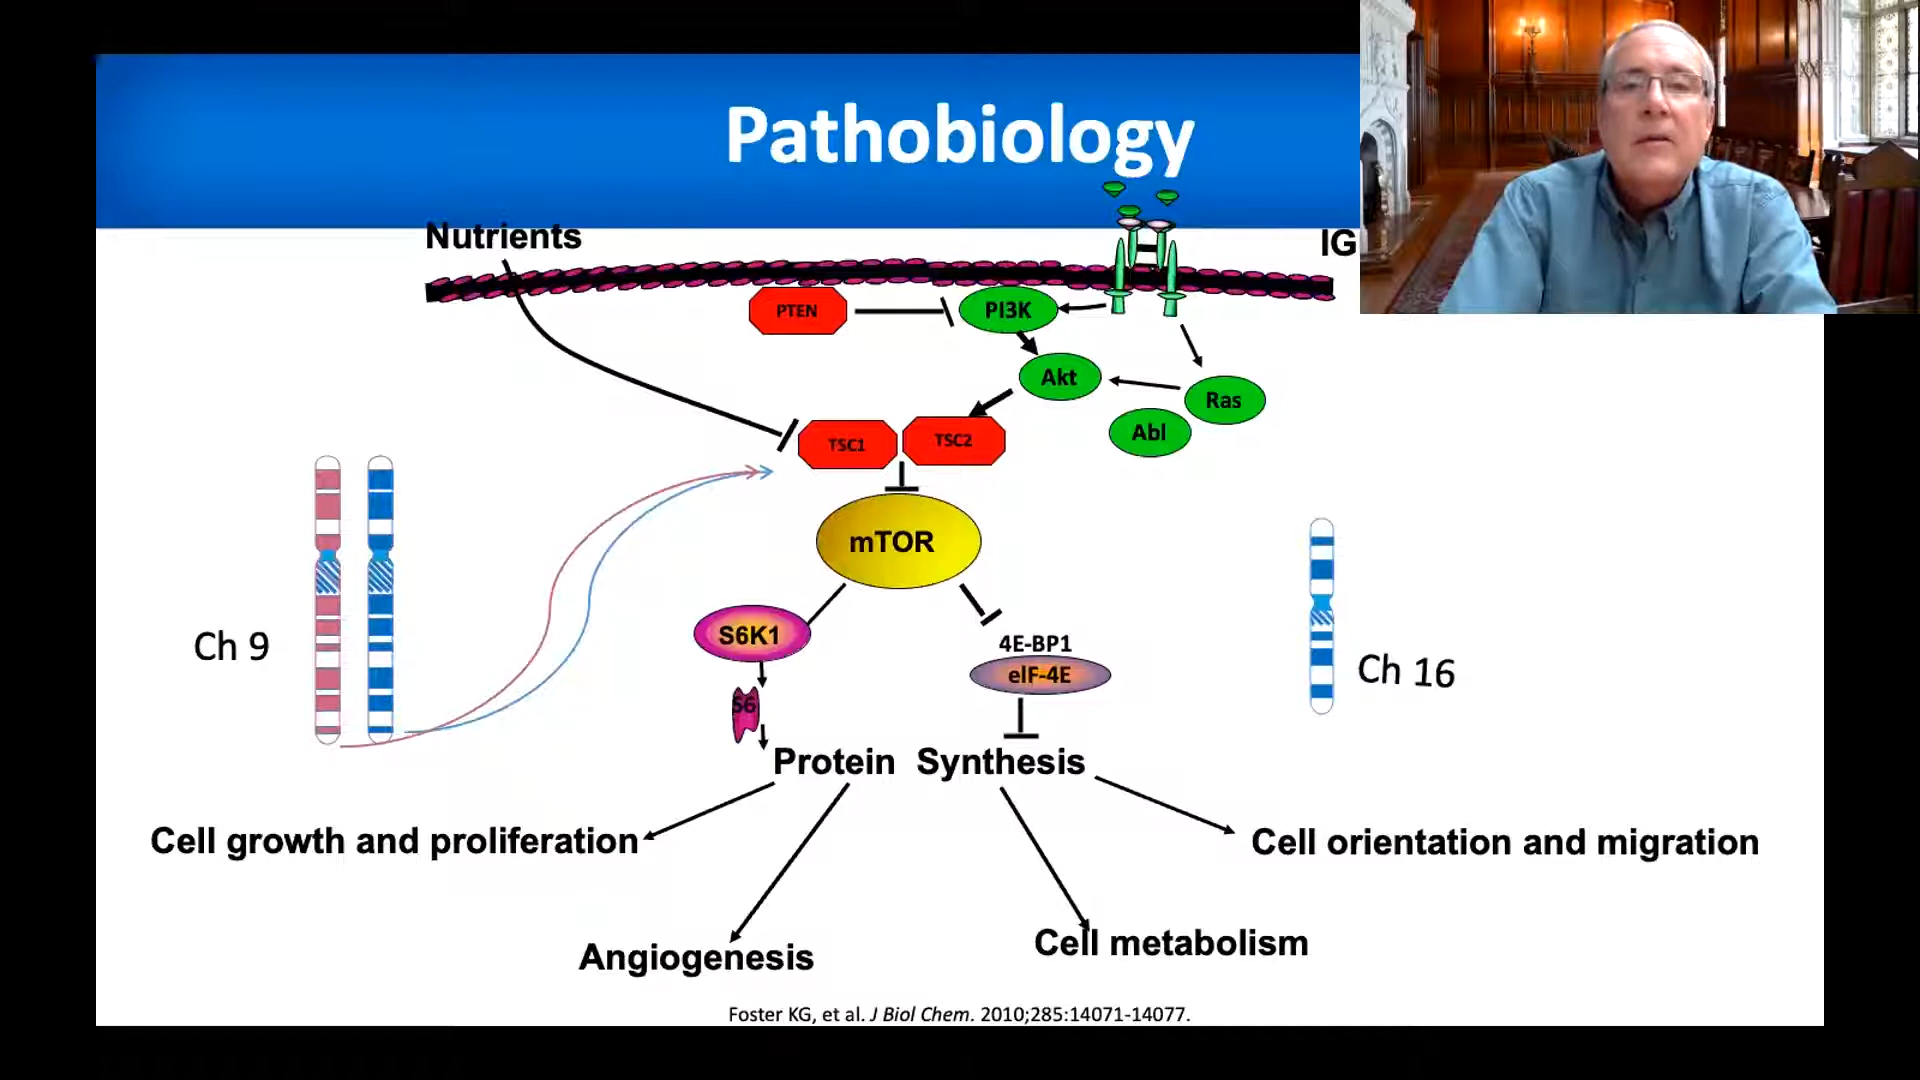 Pathobiology
Nutrients
IG
PTEN
PI3K
Akt
Ras
Abl
TSC1
TSC2
mTOR
S6K1
4E-BP1
eIF-4E
S6
Ch 9
Ch 16
Protein Synthesis
Cell growth and proliferation
Cell orientation and migration
Angiogenesis
Cell metabolism
Foster KG, et al. J Biol Chem. 2010;285:14071-14077.